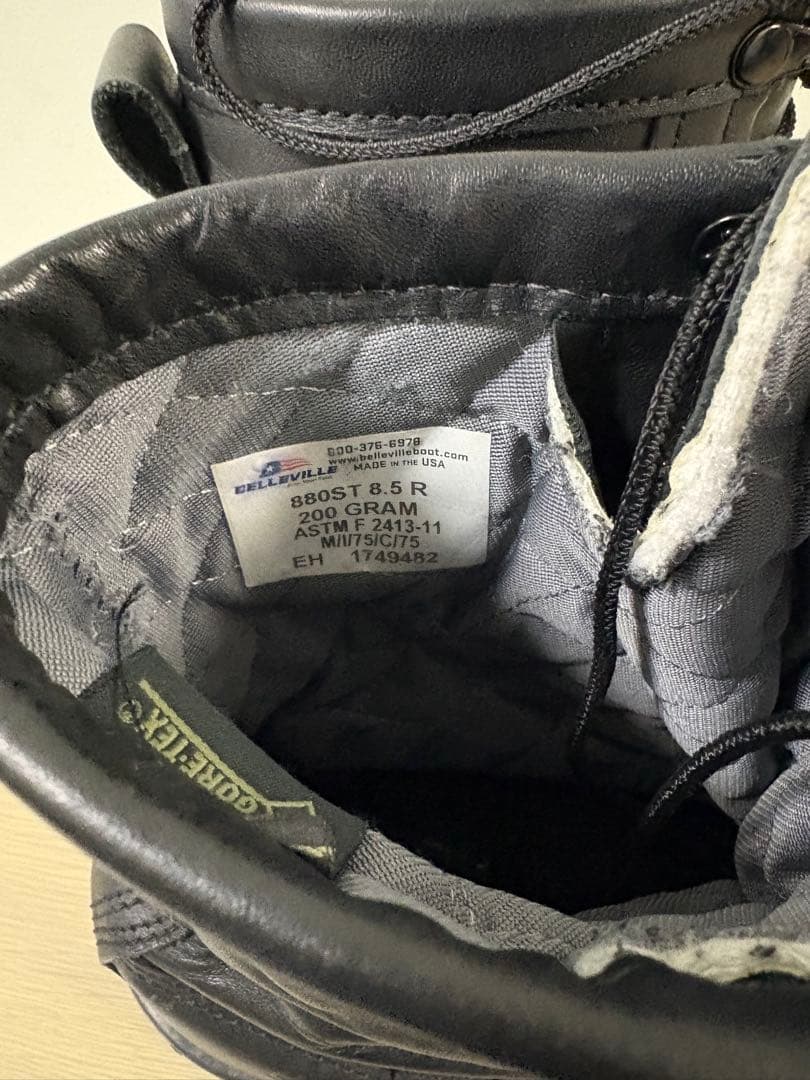 800-376-6978
www.bellevilleboot.com
BELLEVILLE MADE IN THE USA
880ST 8.5 R
200 GRAM
ASTM F 2413-11
M/I/75/C/75
EH 1749482
GORE-TEX